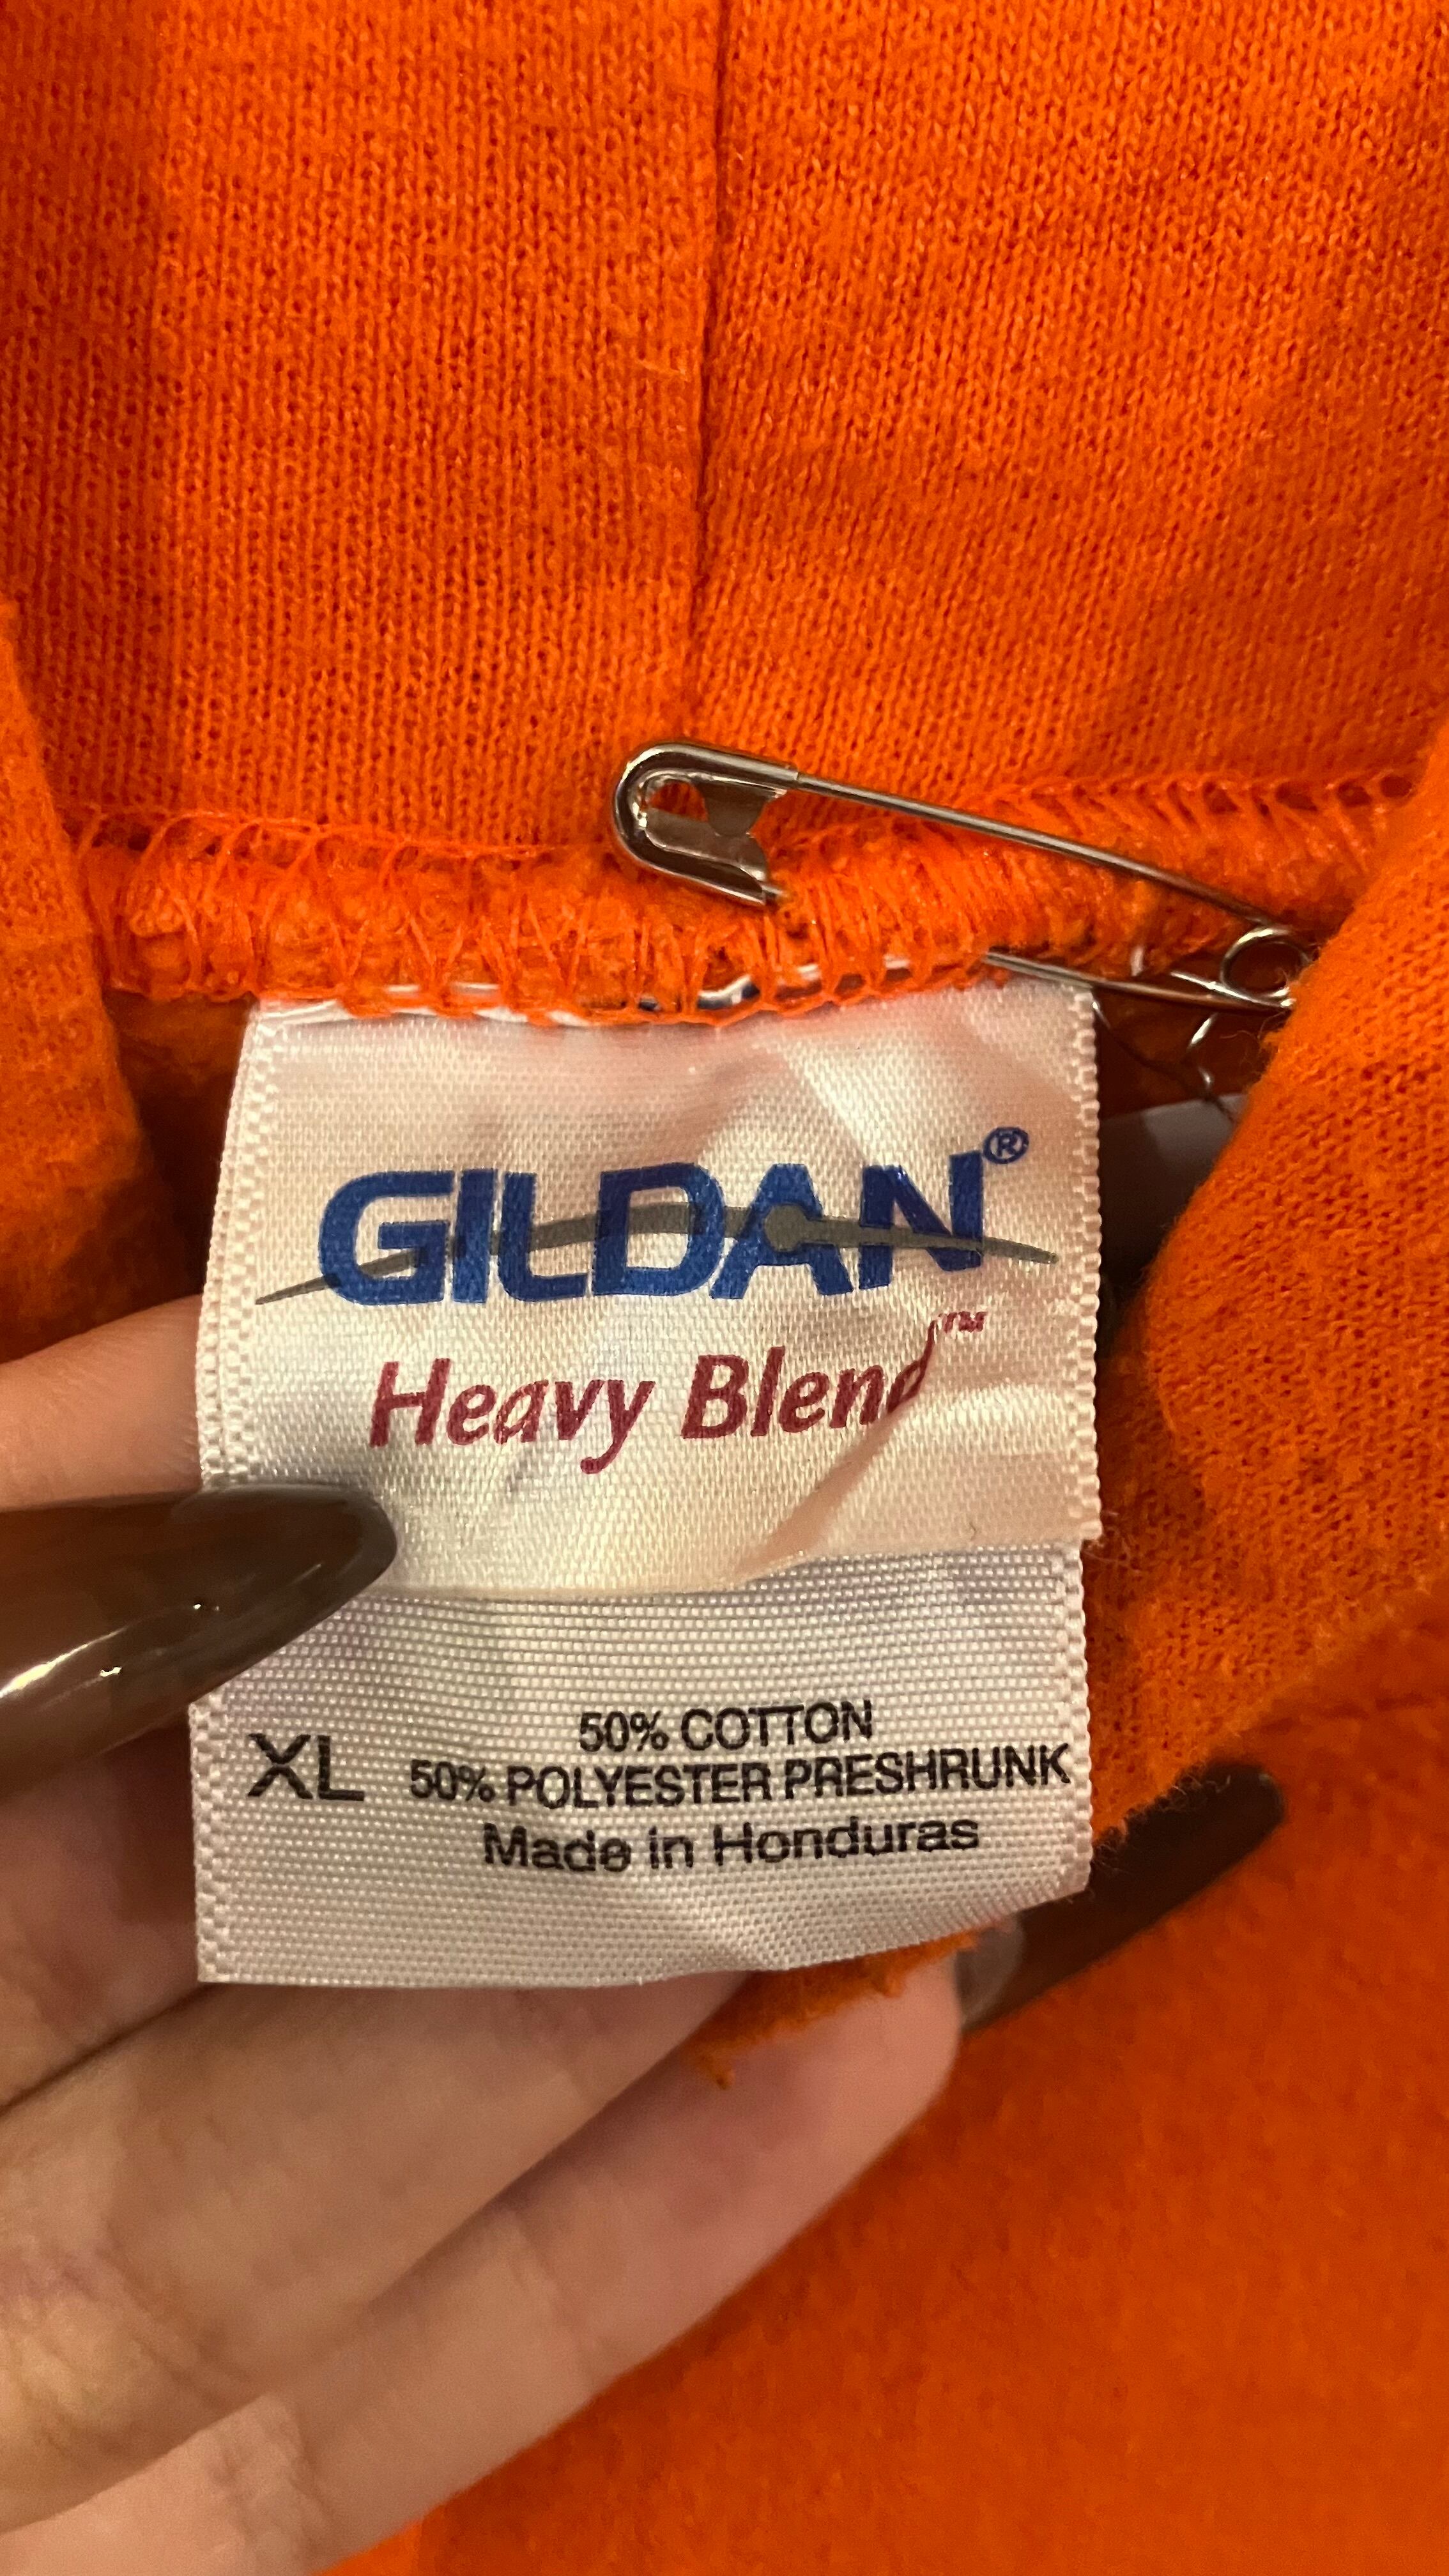 GILDAN®
Heavy Blend™
50% COTTON
XL 50% POLYESTER PRESHRUNK
Made in Honduras